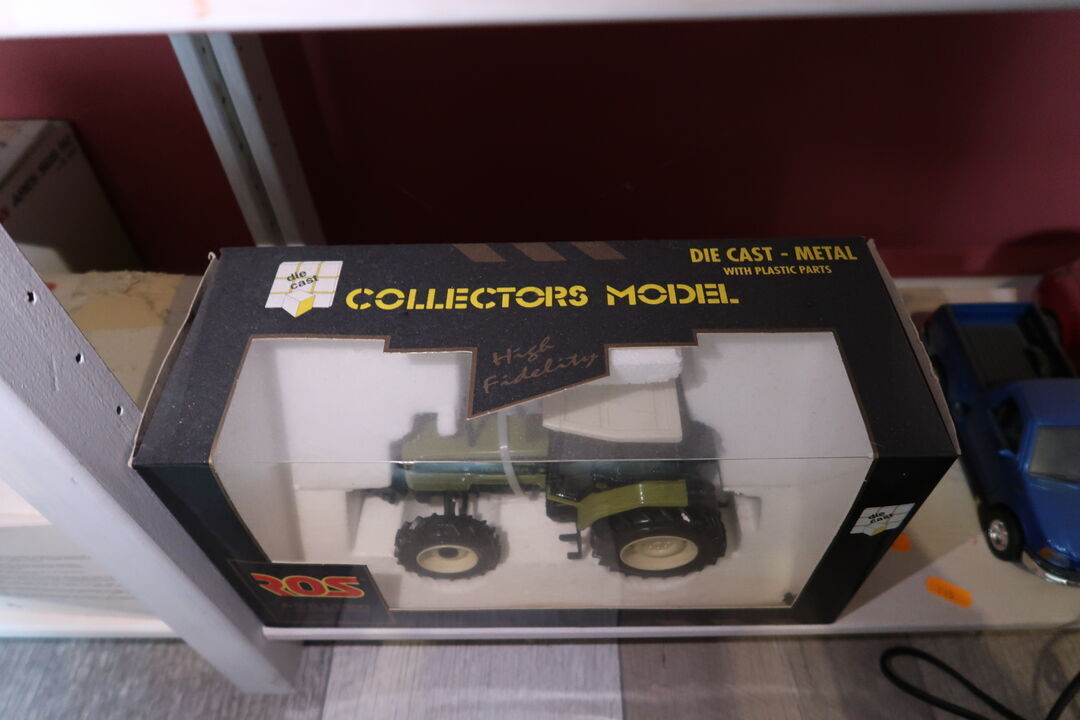 DIE CAST - METAL
WITH PLASTIC PARTS
die
cast
COLLECTORS MODEL
High
Fidelity
die
cast
ROS